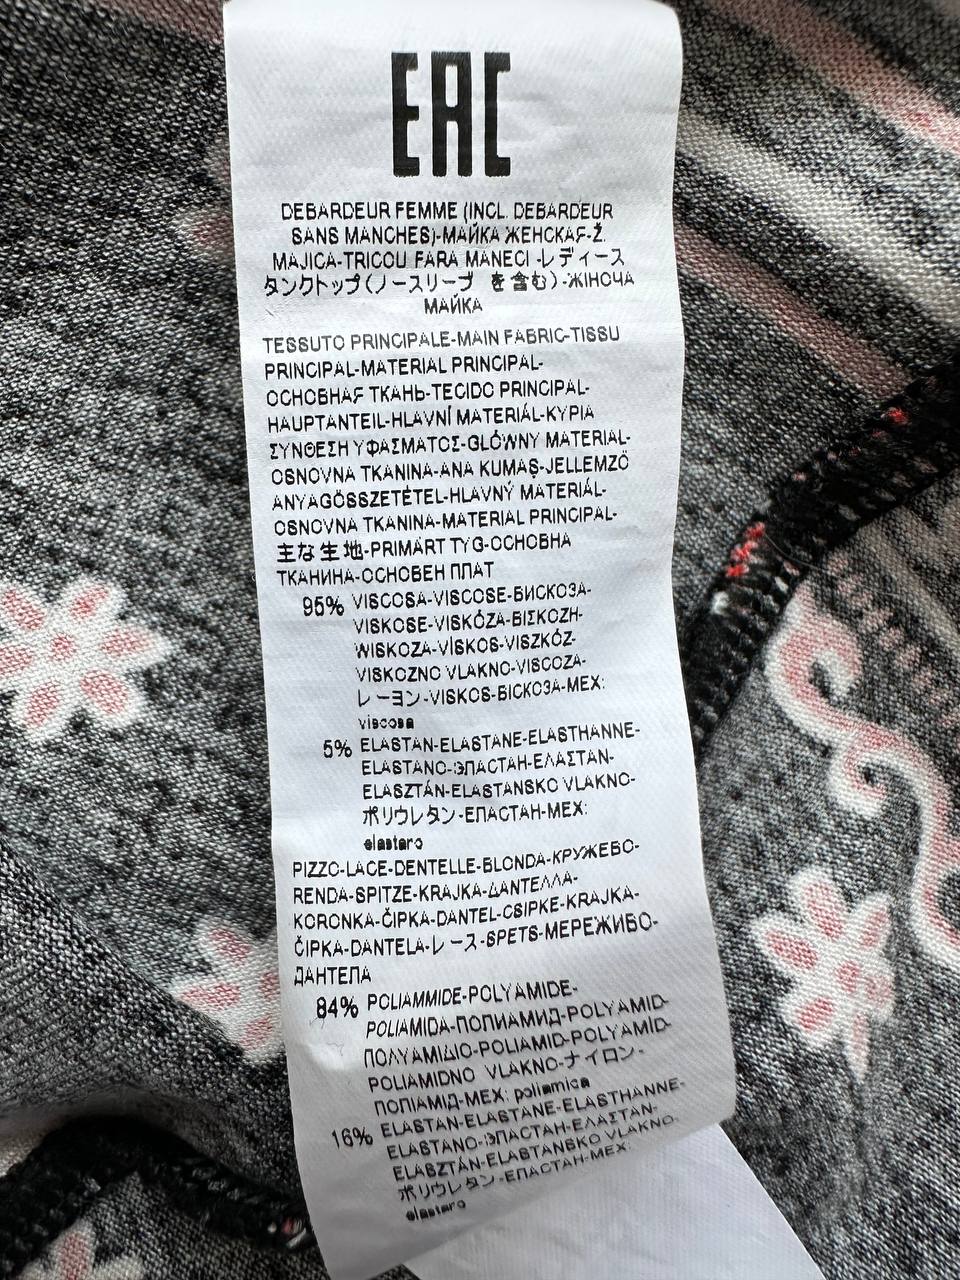 EAC
DEBARDEUR FEMME (INCL. DEBARDEUR
SANS MANCHES)-МАЙКА ЖЕНСКАЯ-Ž.
MAJICA-TRICOU FARA MANECI -レディース
タンクトップ(ノースリーブ を含む)-ЖІНОЧА
МАЙКА
TESSUTO PRINCIPALE-MAIN FABRIC-TISSU
PRINCIPAL-MATERIAL PRINCIPAL-
ОСНОВНАЯ ТКАНЬ-TECIDO PRINCIPAL-
HAUPTANTEIL-HLAVNÍ MATERIÁL-ΚΥΡΙΑ
ΣΥΝΘΕΣΗ ΥΦΑΣΜΑΤΟΣ-GLÓWNY MATERIAL-
OSNOVNA TKANINA-ANA KUMAŞ-JELLEMZŐ
ANYAGÖSSZETÉTEL-HLAVNÝ MATERIÁL-
OSNOVNA TKANINA-MATERIAL PRINCIPAL-
主な生地-PRIMÄRT TYG-ОСНОВНА
ТКАНИНА-ОСНОВЕН ПЛАТ
95% VISCOSA-VISCOSE-ВИСКОЗА-
VISKOSE-VISKÓZA-ΒΙΣΚΟΖΗ-
WISKOZA-VİSKOS-VISZKÓZ-
VISKOZNO VLAKNO-VISCOZA-
レーヨン-VISKOS-ВІСКОЗА-MEX:
viscosa
5% ELASTAN-ELASTANE-ELASTHANNE-
ELASTANO-ЭЛАСТАН-ΕΛΑΣΤΑΝ-
ELASZTÁN-ELASTANSKO VLAKNO-
ポリウレタン-ЕЛАСТАН-MEX:
elastano
PIZZO-LACE-DENTELLE-BLONDA-КРУЖЕВО-
RENDA-SPITZE-KRAJKA-ΔΑΝΤΕΛΛΑ-
KORONKA-ČIPKA-DANTEL-CSIPKE-KRAJKA-
ČIPKA-DANTELA-レース-SPETS-МЕРЕЖИВО-
ДАНТЕЛА
84% POLIAMMIDE-POLYAMIDE-
POLIAMIDA-ПОЛИАМИД-POLYAMID-
ΠΟΛΥΑΜΙΔΙΟ-POLIAMID-POLYAMID-
POLIAMIDNO VLAKNO-ナイロン-
ПОЛІАМІД-MEX: poliamida
16% ELASTAN-ELASTANE-ELASTHANNE-
ELASTANO-ЭЛАСТАН-ΕΛΑΣΤΑΝ-
ELASZTÁN-ELASTANSKO VLAKNO-
ポリウレタン-ЕЛАСТАН-MEX:
elastano